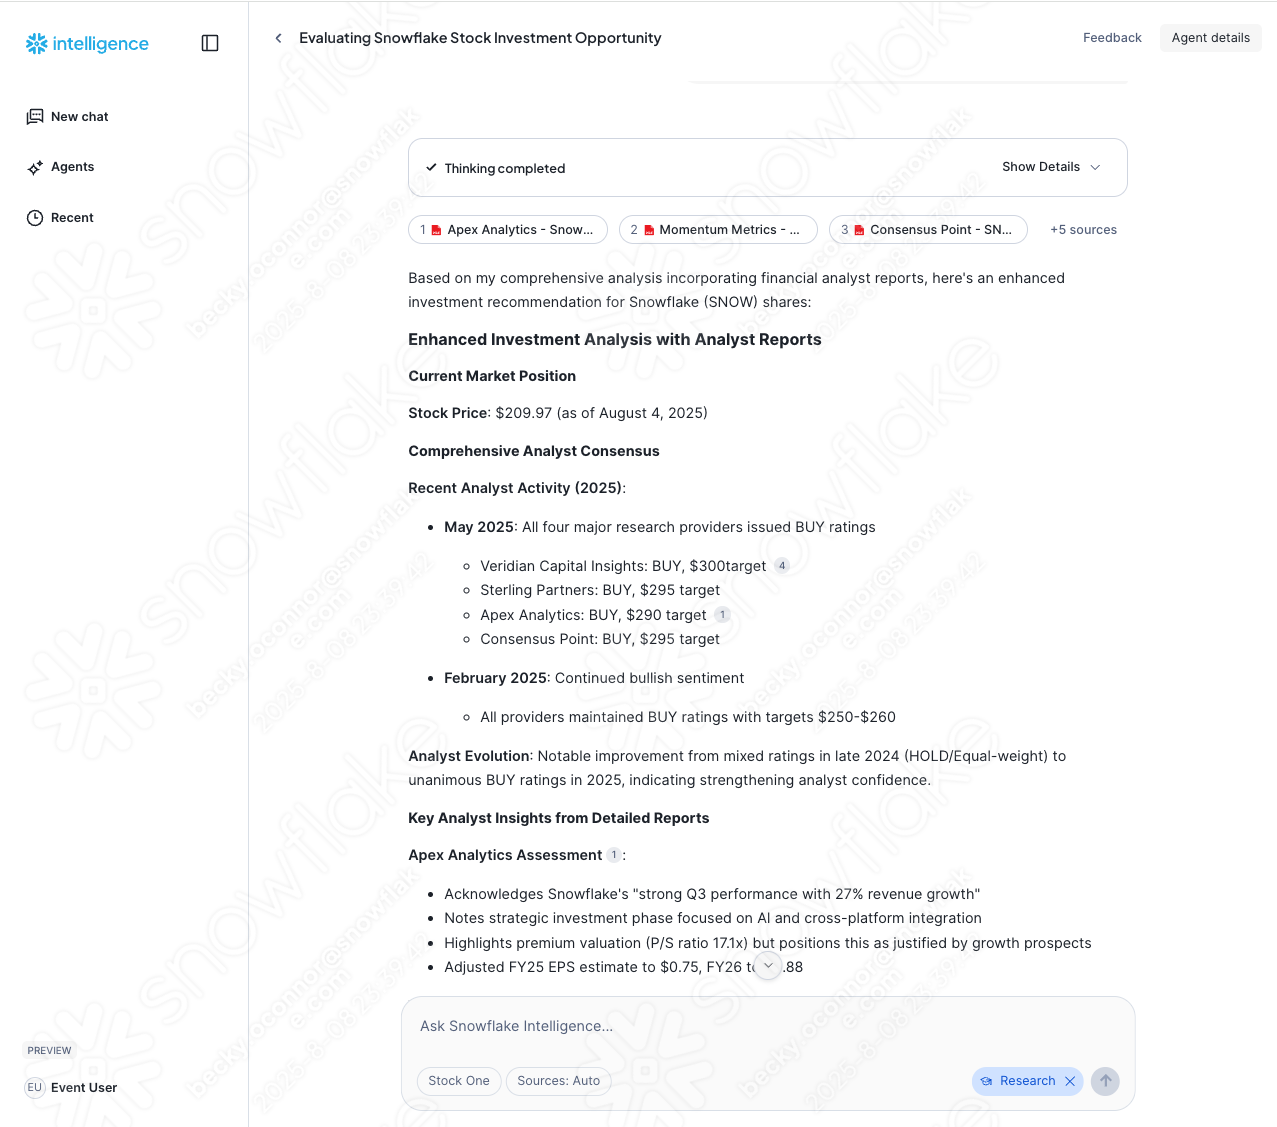 intelligence
Evaluating Snowflake Stock Investment Opportunity
Feedback
Agent details
New chat
Agents
Recent
Thinking completed
Show Details
1 Apex Analytics - Snow...
2 Momentum Metrics - ...
3 Consensus Point - SN...
+5 sources
Based on my comprehensive analysis incorporating financial analyst reports, here's an enhanced
investment recommendation for Snowflake (SNOW) shares:
Enhanced Investment Analysis with Analyst Reports
Current Market Position
Stock Price: $209.97 (as of August 4, 2025)
Comprehensive Analyst Consensus
Recent Analyst Activity (2025):
May 2025: All four major research providers issued BUY ratings
Veridian Capital Insights: BUY, $300target 4
Sterling Partners: BUY, $295 target
Apex Analytics: BUY, $290 target 1
Consensus Point: BUY, $295 target
February 2025: Continued bullish sentiment
All providers maintained BUY ratings with targets $250-$260
Analyst Evolution: Notable improvement from mixed ratings in late 2024 (HOLD/Equal-weight) to
unanimous BUY ratings in 2025, indicating strengthening analyst confidence.
Key Analyst Insights from Detailed Reports
Apex Analytics Assessment 1:
Acknowledges Snowflake's "strong Q3 performance with 27% revenue growth"
Notes strategic investment phase focused on AI and cross-platform integration
Highlights premium valuation (P/S ratio 17.1x) but positions this as justified by growth prospects
Adjusted FY25 EPS estimate to $0.75, FY26 .88
Ask Snowflake Intelligence...
Stock One
Sources: Auto
Research
PREVIEW
EU Event User
snowflake
becky.oconnor@snowflak
e.com